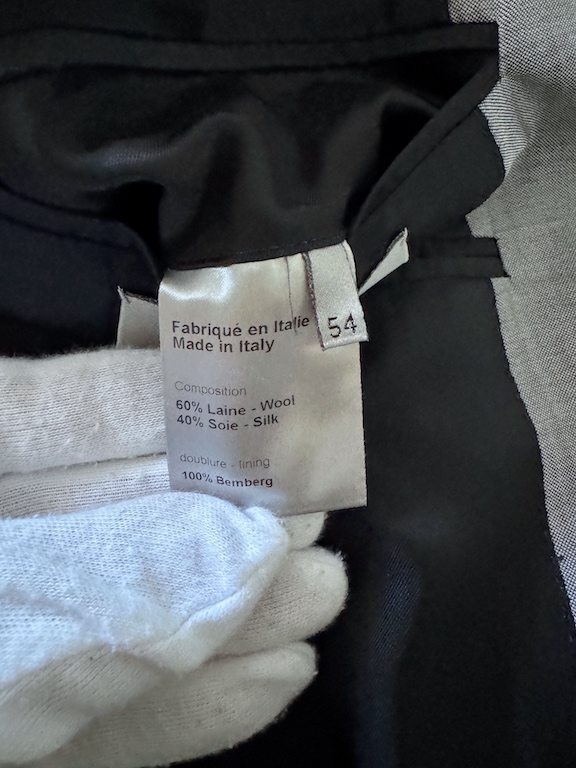 Fabriqué en Italie
Made in Italy
54
Composition
60% Laine - Wool
40% Soie - Silk
doublure - lining
100% Bemberg